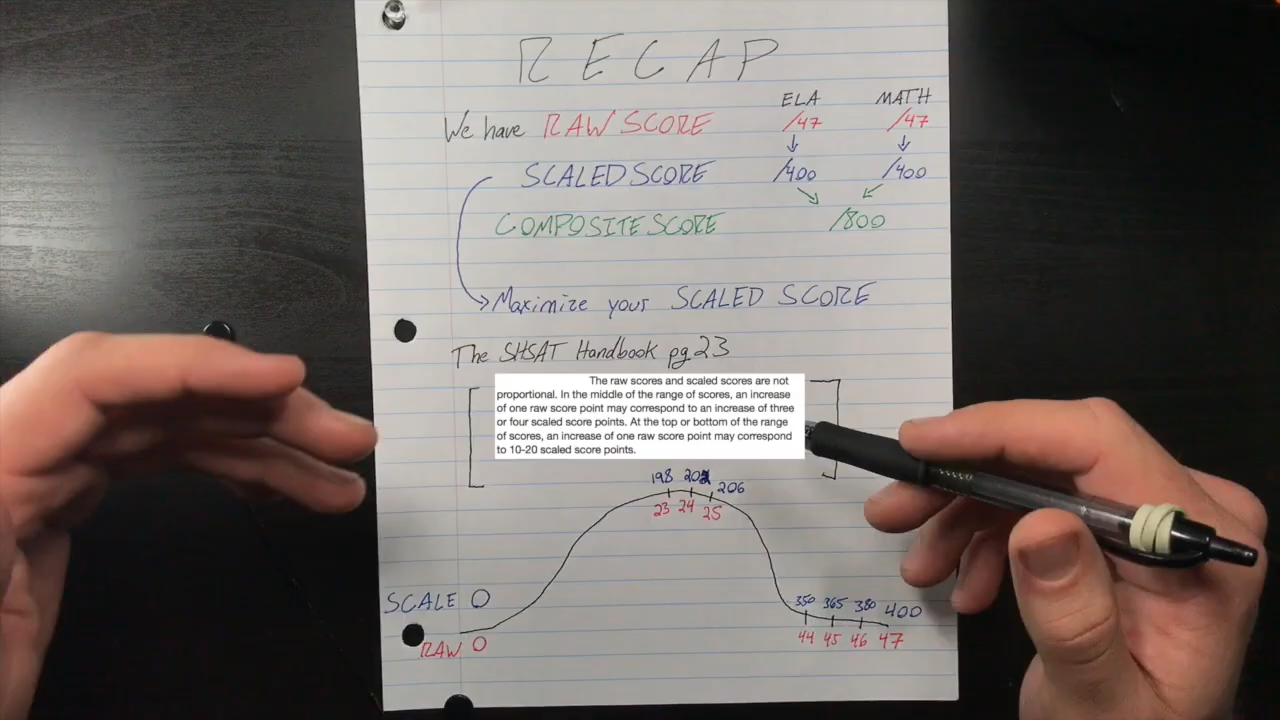 RECAP
ELA MATH
We have RAW SCORE /47 /47
SCALED SCORE /400 /400
COMPOSITE SCORE /800
Maximize your SCALED SCORE
The SHSAT Handbook pg 23
The raw scores and scaled scores are not
proportional. In the middle of the range of scores, an increase
of one raw score point may correspond to an increase of three
or four scaled score points. At the top or bottom of the range
of scores, an increase of one raw score point may correspond
to 10-20 scaled score points.
198 202 206
23 24 25
SCALE 0 350 365 380 400
RAW 0 44 45 46 47